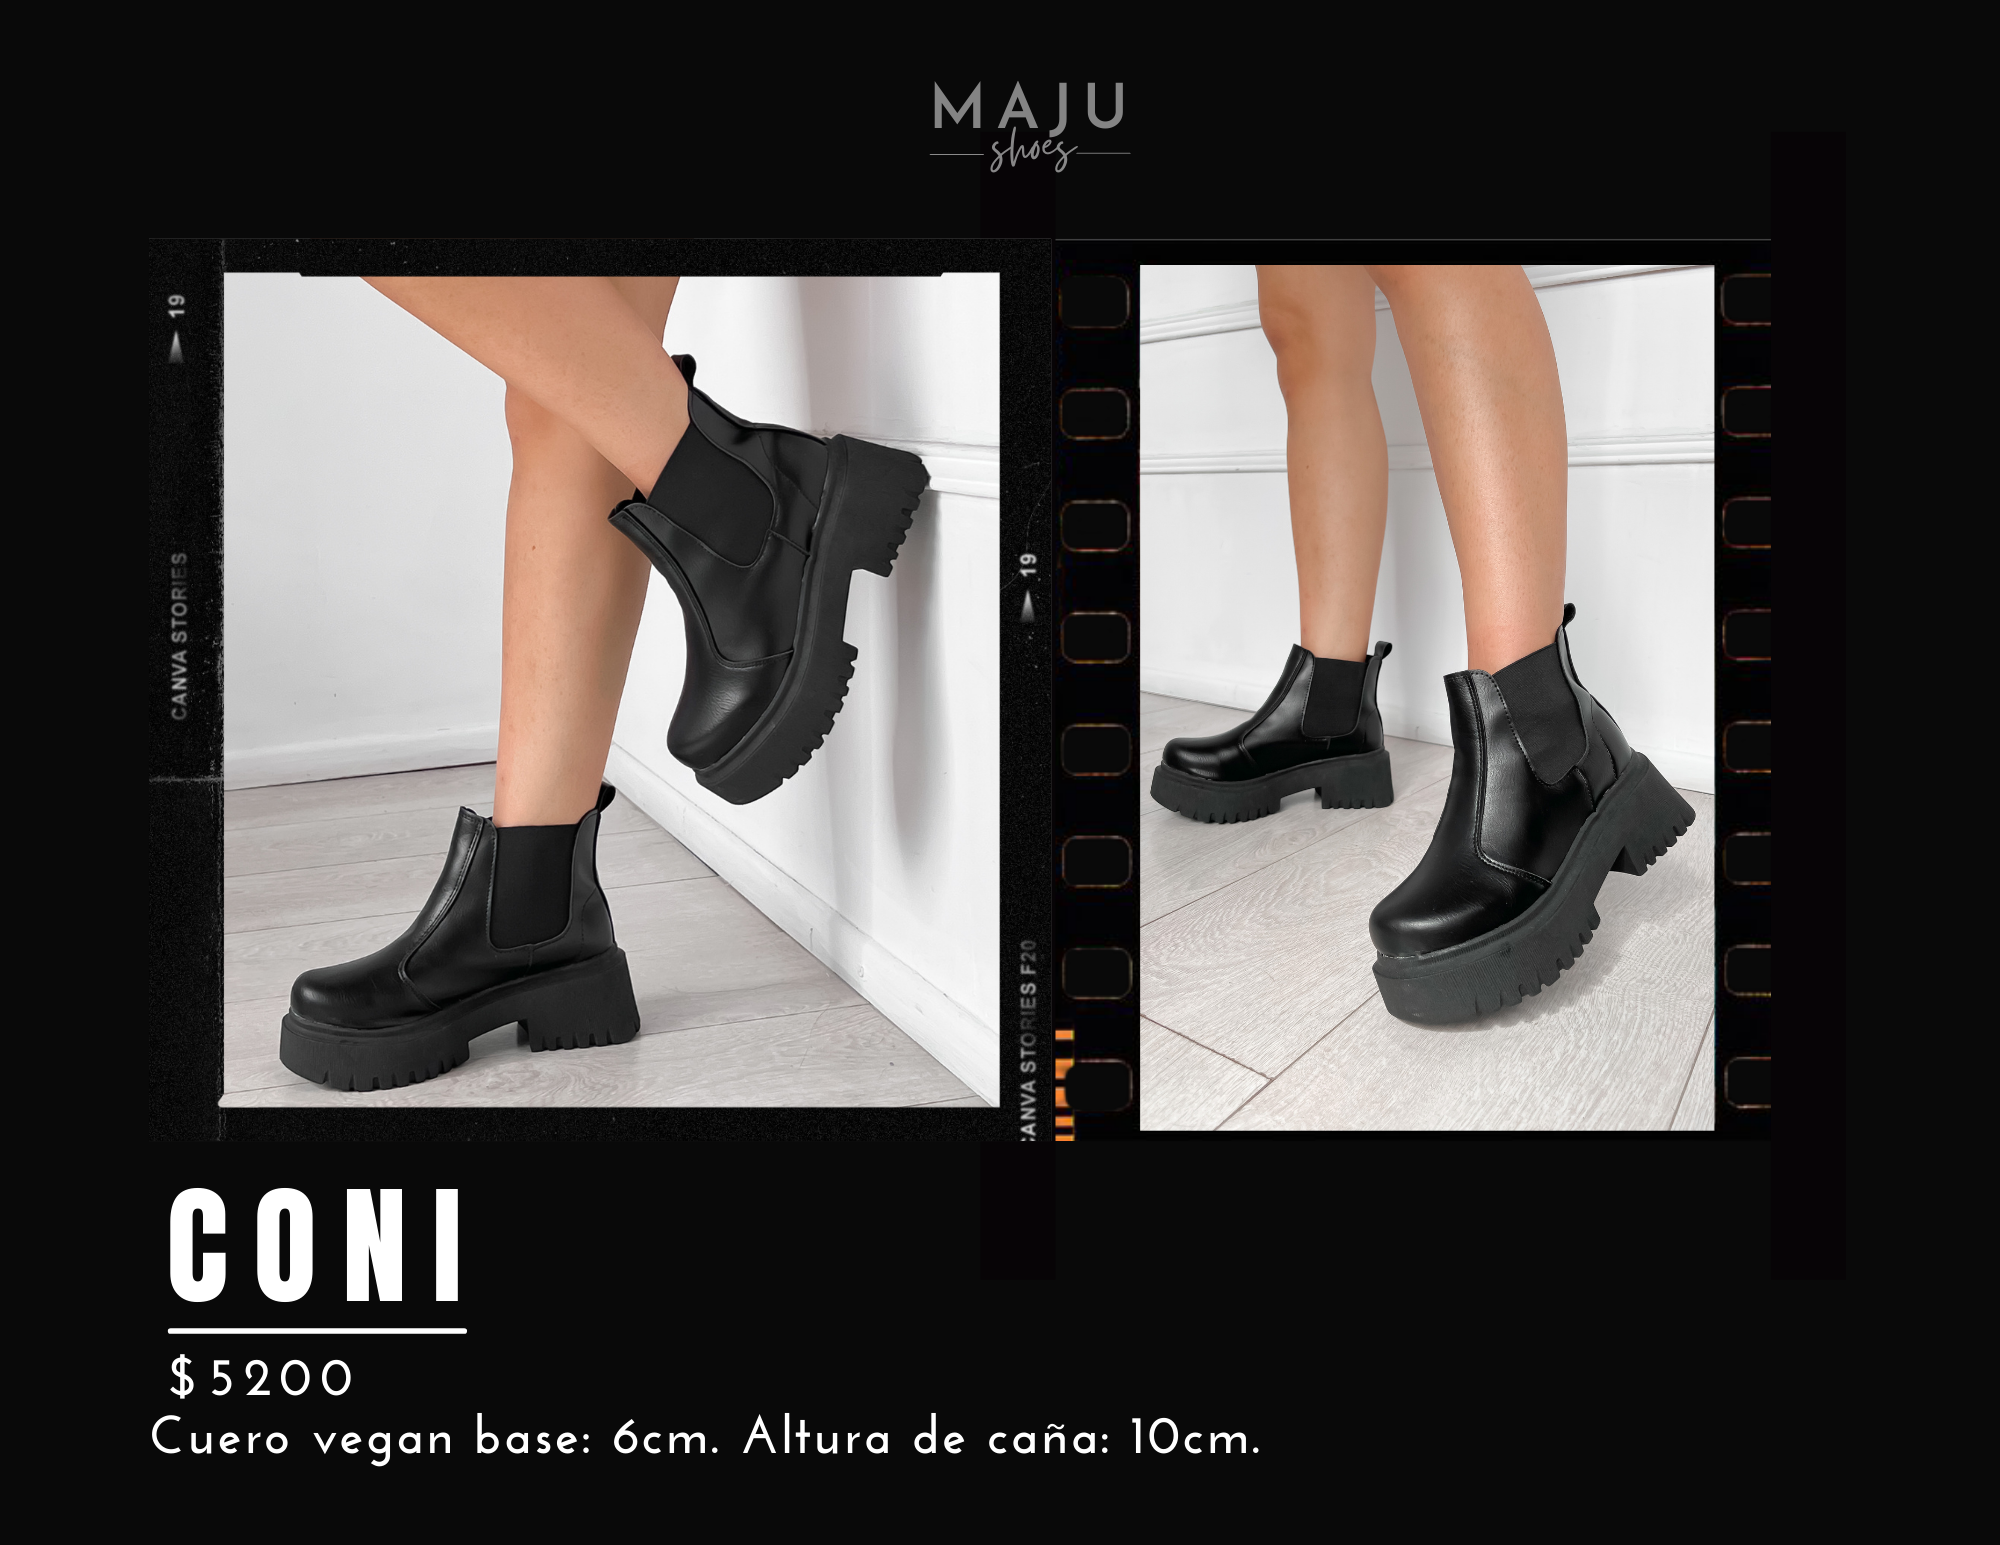 MAJU
shoes
19
CANVA STORIES
19
CANVA STORIES F20
CONI
$5200
Cuero vegan base: 6cm. Altura de caña: 10cm.